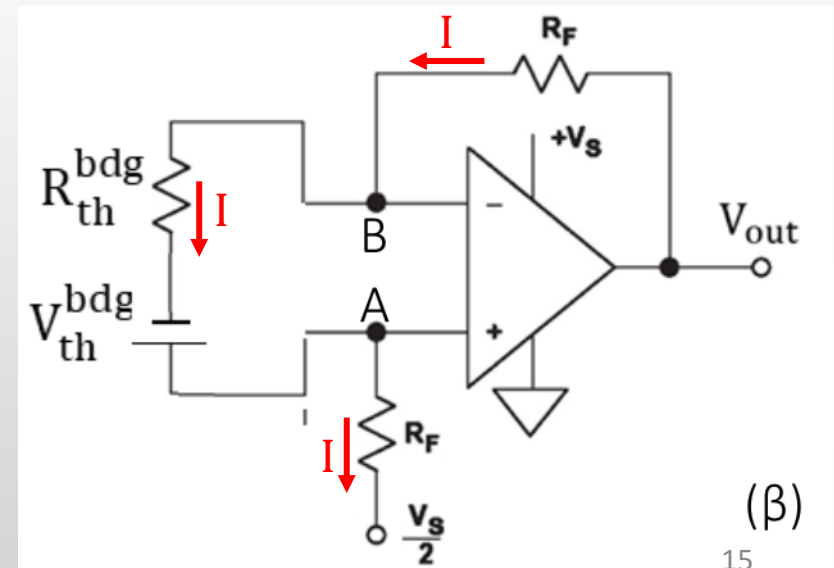 I
R_F
+V_S
R_th^bdg
I
V_out
B
A
V_th^bdg
−
+
I
R_F
V_S
2
(β)
15